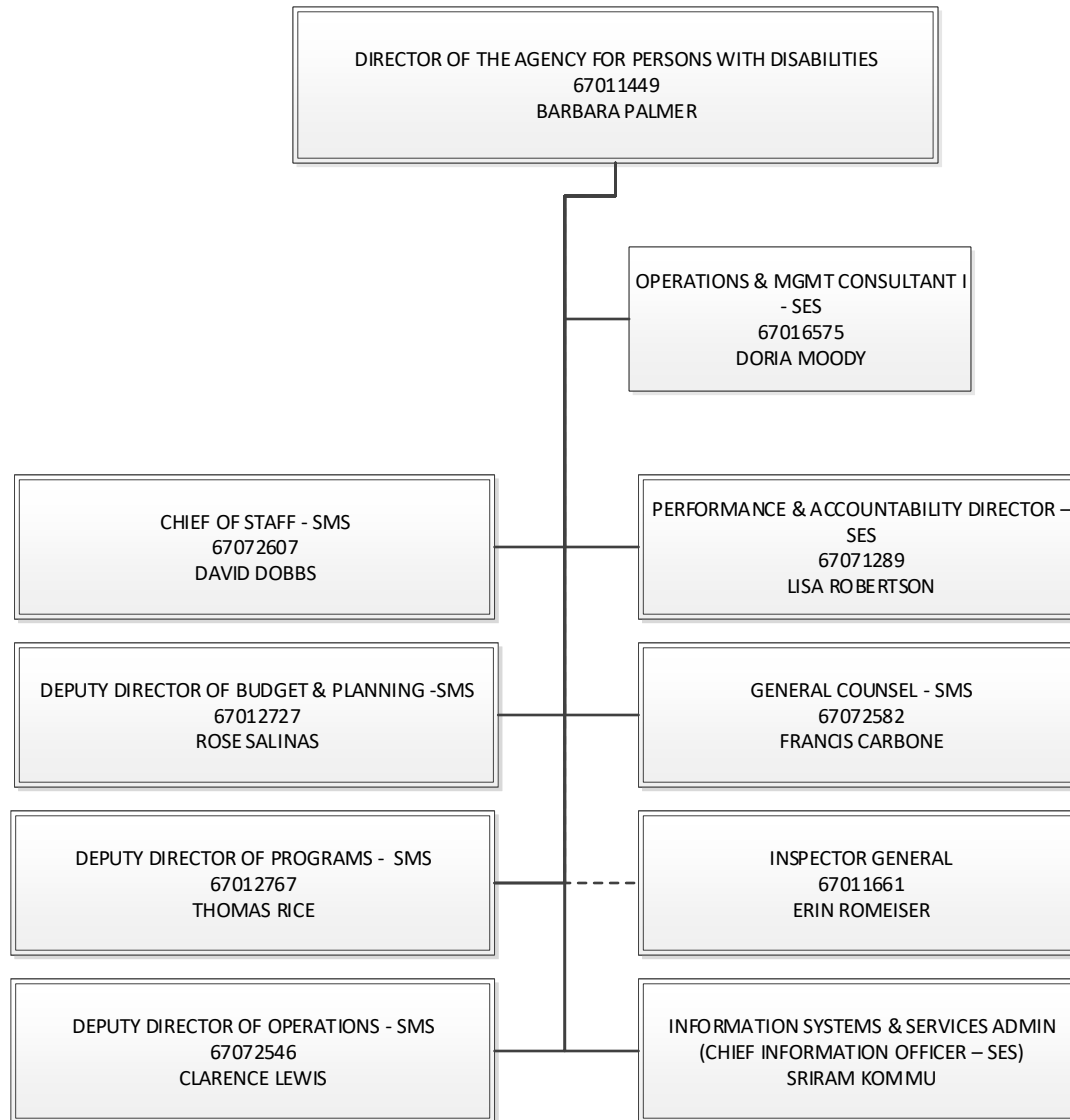 DIRECTOR OF THE AGENCY FOR PERSONS WITH DISABILITIES
67011449
BARBARA PALMER
OPERATIONS & MGMT CONSULTANT I
- SES
67016575
DORIA MOODY
CHIEF OF STAFF - SMS
67072607
DAVID DOBBS
PERFORMANCE & ACCOUNTABILITY DIRECTOR –
SES
67071289
LISA ROBERTSON
DEPUTY DIRECTOR OF BUDGET & PLANNING -SMS
67012727
ROSE SALINAS
GENERAL COUNSEL - SMS
67072582
FRANCIS CARBONE
DEPUTY DIRECTOR OF PROGRAMS - SMS
67012767
THOMAS RICE
INSPECTOR GENERAL
67011661
ERIN ROMEISER
DEPUTY DIRECTOR OF OPERATIONS - SMS
67072546
CLARENCE LEWIS
INFORMATION SYSTEMS & SERVICES ADMIN
(CHIEF INFORMATION OFFICER – SES)
SRIRAM KOMMU